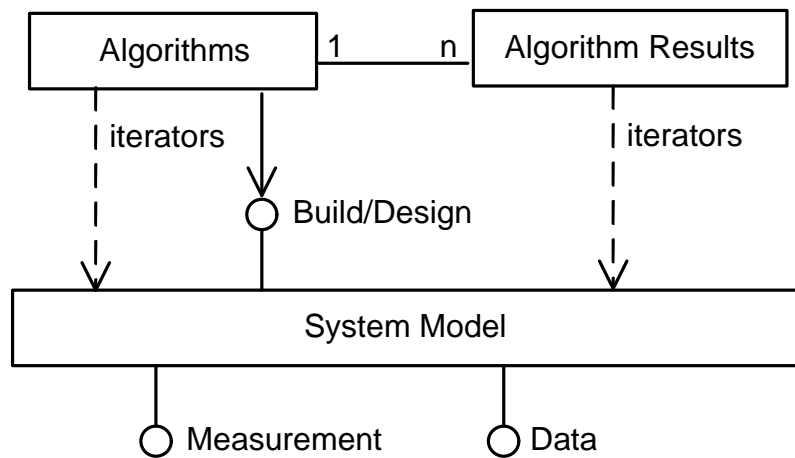 Algorithms
1
n
Algorithm Results
iterators
iterators
Build/Design
System Model
Measurement
Data